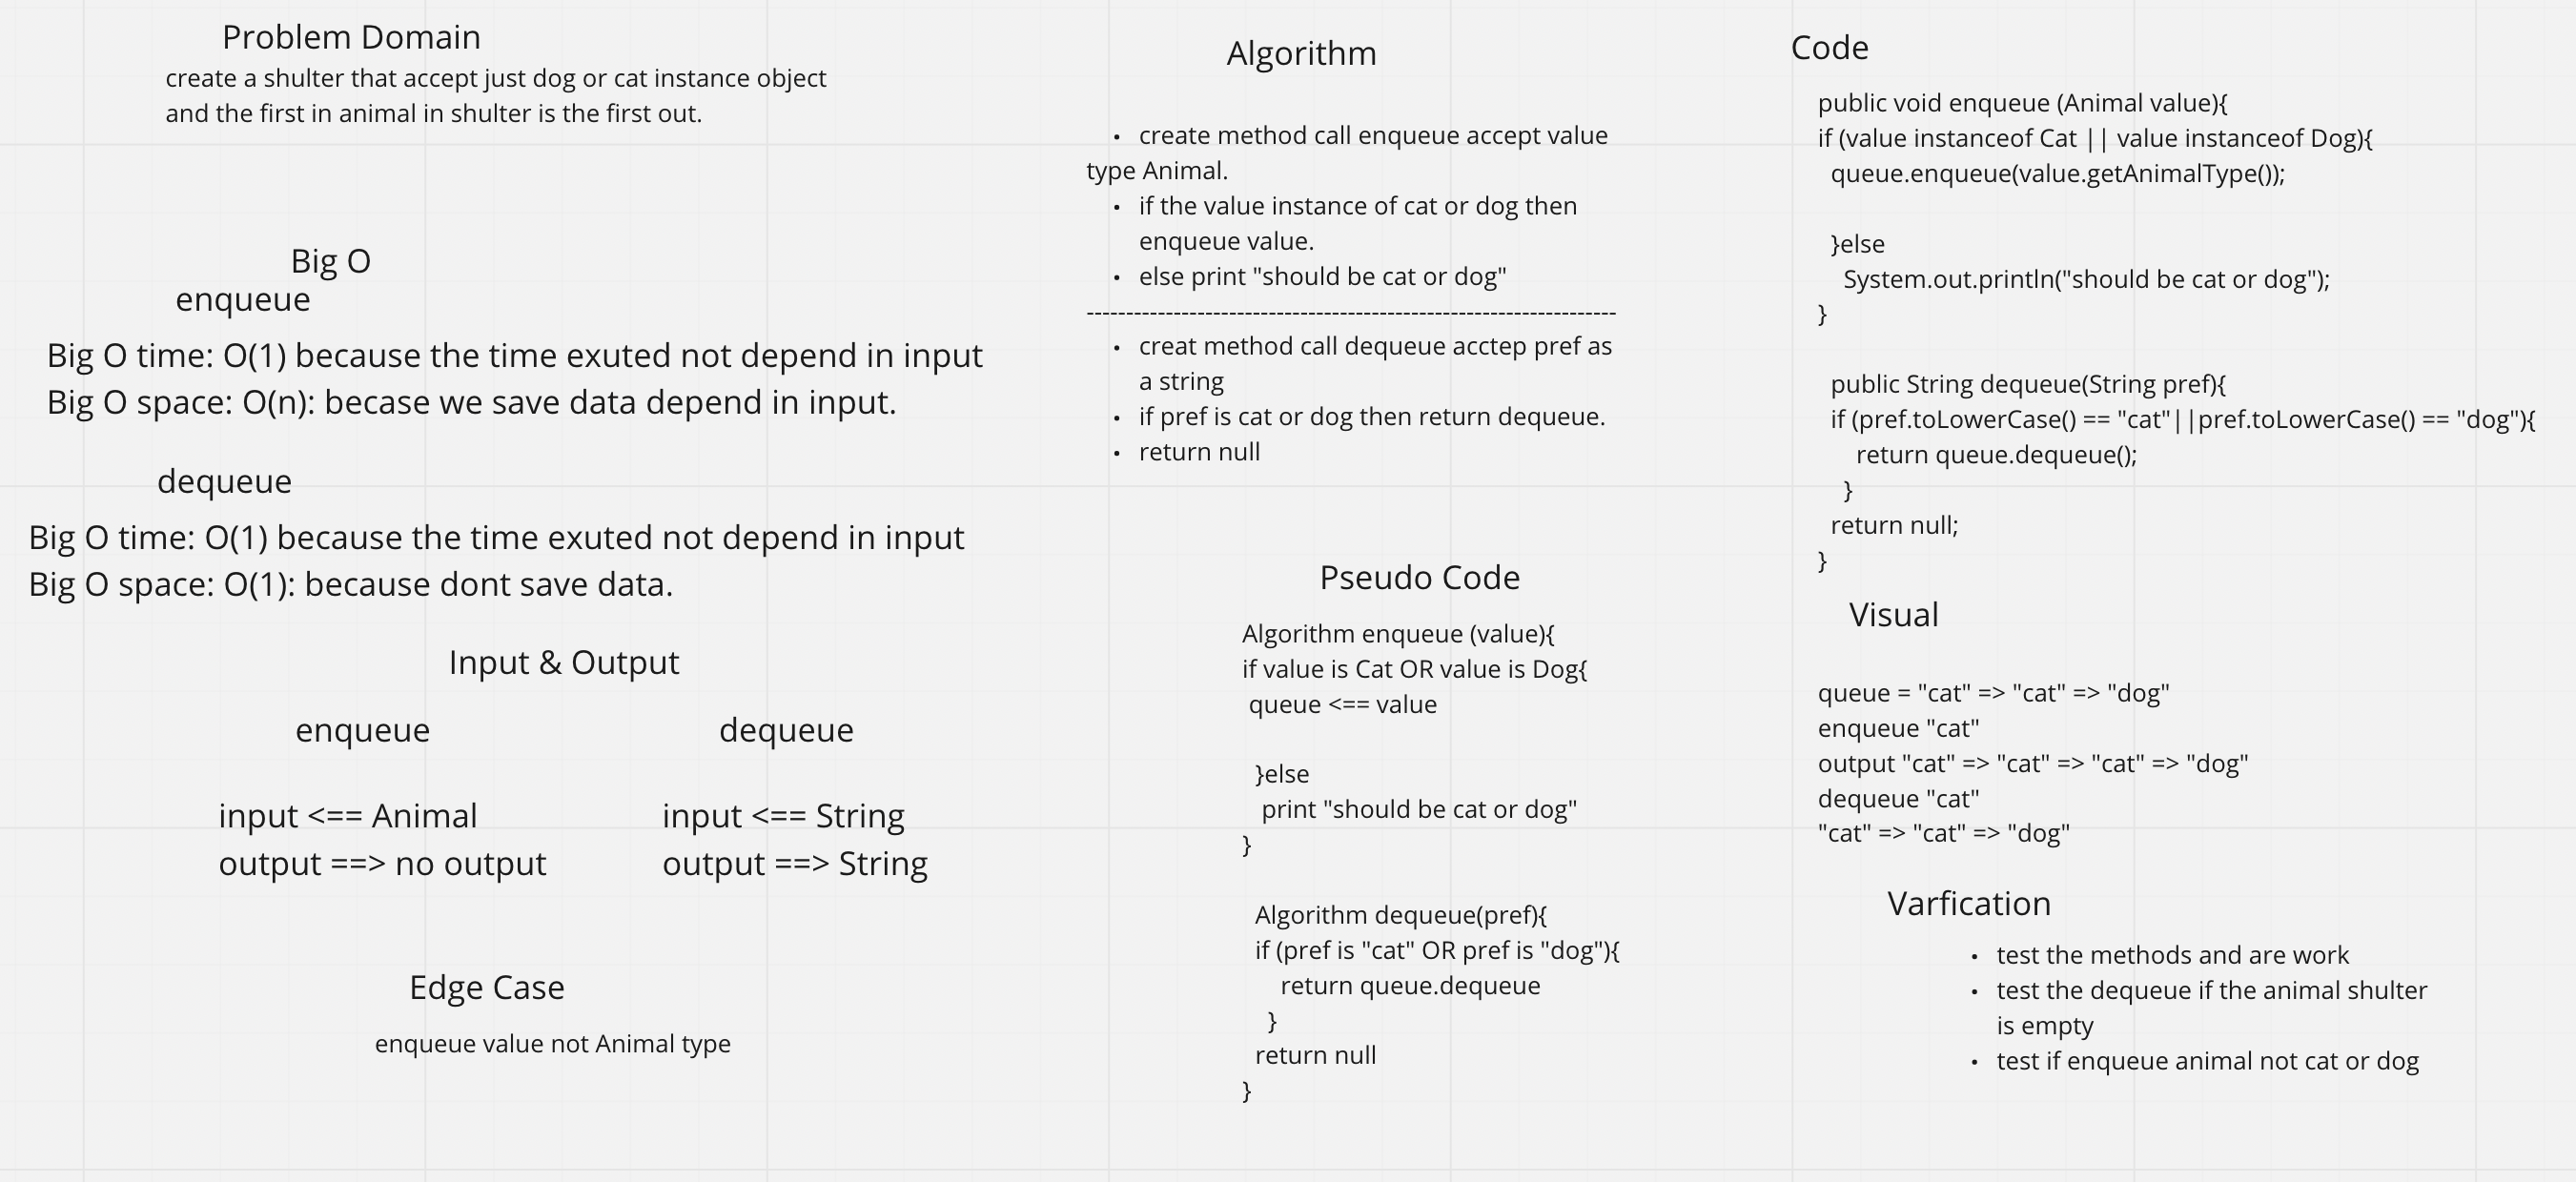 Problem Domain
create a shulter that accept just dog or cat instance object
and the first in animal in shulter is the first out.
Big O
enqueue
Big O time: O(1) because the time exuted not depend in input
Big O space: O(n): becase we save data depend in input.
dequeue
Big O time: O(1) because the time exuted not depend in input
Big O space: O(1): because dont save data.
Input & Output
enqueue
input <== Animal
output ==> no output
dequeue
input <== String
output ==> String
Edge Case
enqueue value not Animal type
Algorithm
• create method call enqueue accept value
type Animal.
• if the value instance of cat or dog then
enqueue value.
• else print "should be cat or dog"
-------------------------------------------------------------------
• creat method call dequeue acctep pref as
a string
• if pref is cat or dog then return dequeue.
• return null
Pseudo Code
Algorithm enqueue (value){
if value is Cat OR value is Dog{
queue <== value
}else
print "should be cat or dog"
}
Algorithm dequeue(pref){
if (pref is "cat" OR pref is "dog"){
return queue.dequeue
}
return null
}
Code
public void enqueue (Animal value){
if (value instanceof Cat || value instanceof Dog){
queue.enqueue(value.getAnimalType());
}else
System.out.println("should be cat or dog");
}
public String dequeue(String pref){
if (pref.toLowerCase() == "cat"||pref.toLowerCase() == "dog"){
return queue.dequeue();
}
return null;
}
Visual
queue = "cat" => "cat" => "dog"
enqueue "cat"
output "cat" => "cat" => "cat" => "dog"
dequeue "cat"
"cat" => "cat" => "dog"
Varfication
• test the methods and are work
• test the dequeue if the animal shulter
is empty
• test if enqueue animal not cat or dog